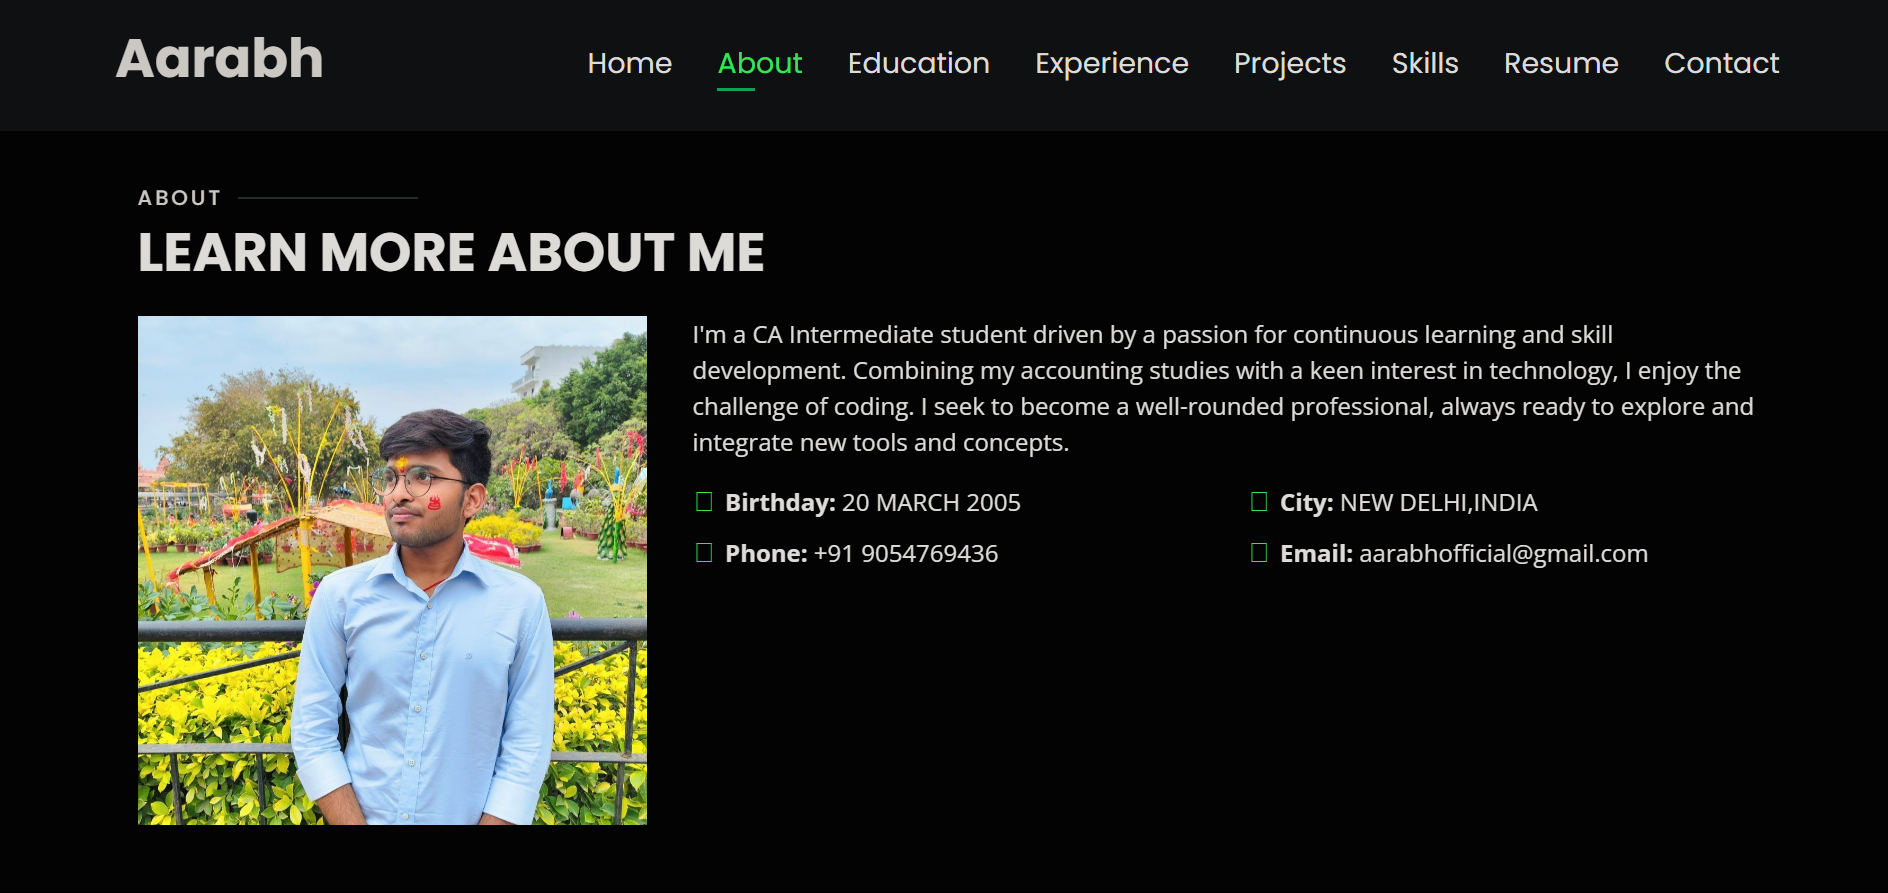 Aarabh
Home About Education Experience Projects Skills Resume Contact
ABOUT
LEARN MORE ABOUT ME
I'm a CA Intermediate student driven by a passion for continuous learning and skill
development. Combining my accounting studies with a keen interest in technology, I enjoy the
challenge of coding. I seek to become a well-rounded professional, always ready to explore and
integrate new tools and concepts.
Birthday: 20 MARCH 2005
City: NEW DELHI,INDIA
Phone: +91 9054769436
Email: aarabhofficial@gmail.com